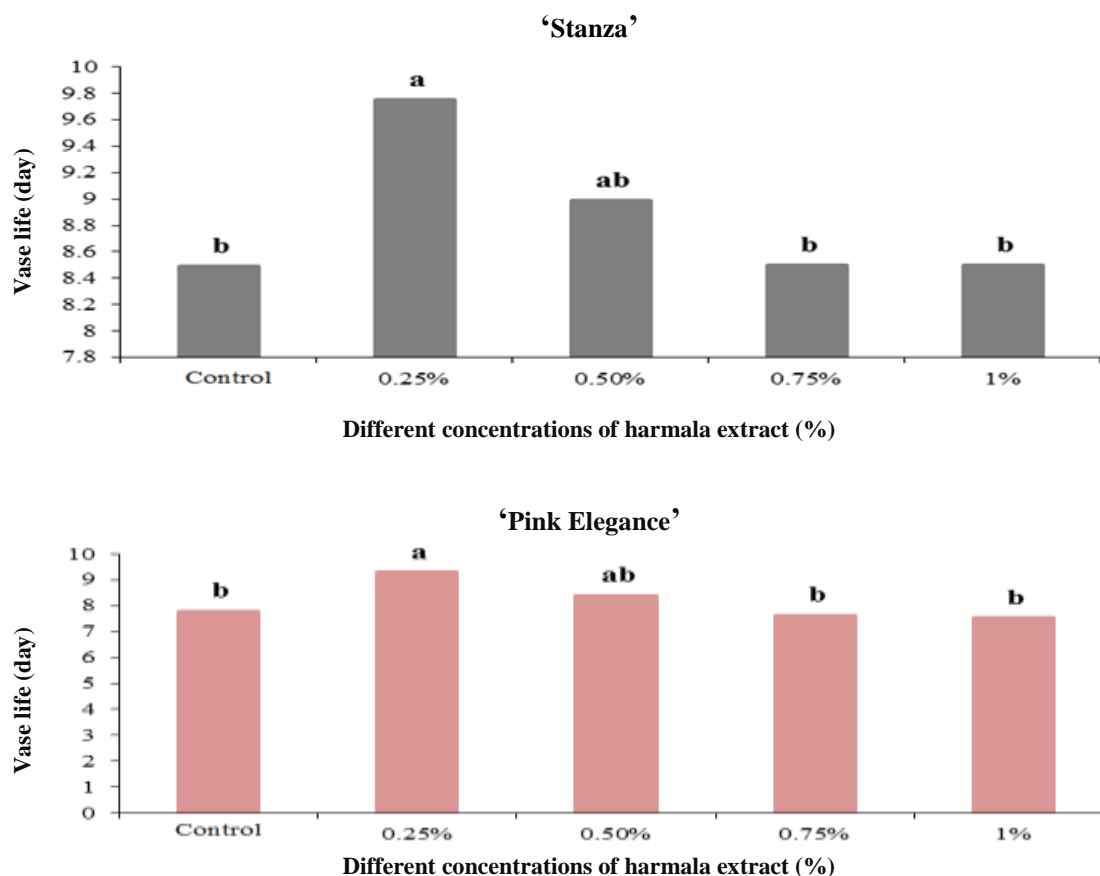 ‘Stanza’
Vase life (day)
10
9.8
9.6
9.4
9.2
9
8.8
8.6
8.4
8.2
8
7.8
b
a
ab
b
b
Control 0.25% 0.50% 0.75% 1%
Different concentrations of harmala extract (%)
‘Pink Elegance’
Vase life (day)
10
9
8
7
6
5
4
3
2
1
0
b
a
ab
b
b
Control 0.25% 0.50% 0.75% 1%
Different concentrations of harmala extract (%)